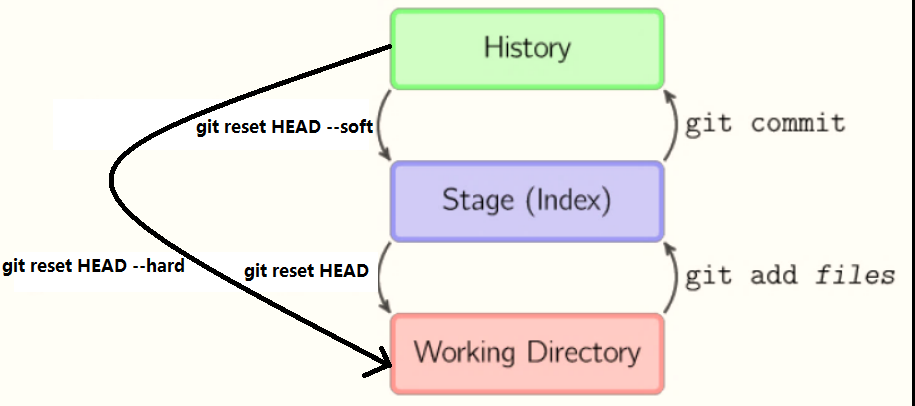 History
git reset HEAD --soft
git commit
Stage (Index)
git reset HEAD --hard
git reset HEAD
git add files
Working Directory